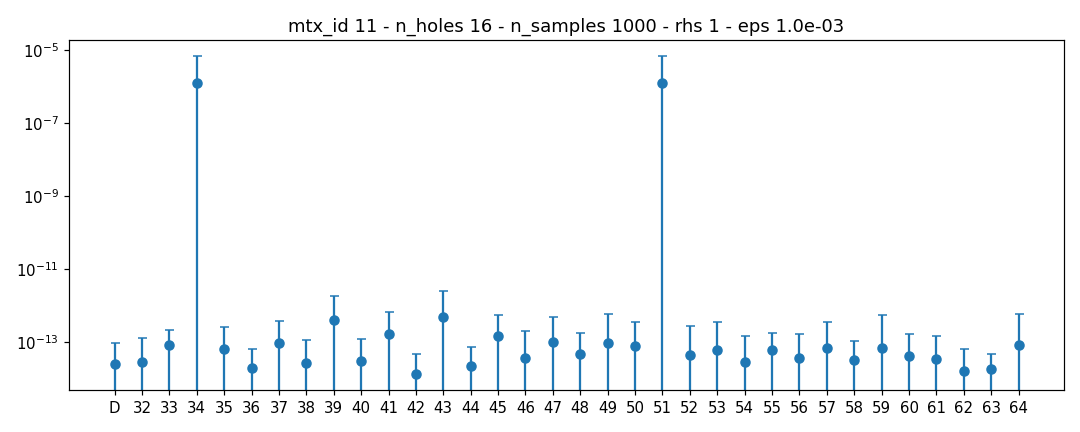 mtx_id 11 - n_holes 16 - n_samples 1000 - rhs 1 - eps 1.0e-03
10⁻⁵
10⁻⁷
10⁻⁹
10⁻¹¹
10⁻¹³
D 32 33 34 35 36 37 38 39 40 41 42 43 44 45 46 47 48 49 50 51 52 53 54 55 56 57 58 59 60 61 62 63 64